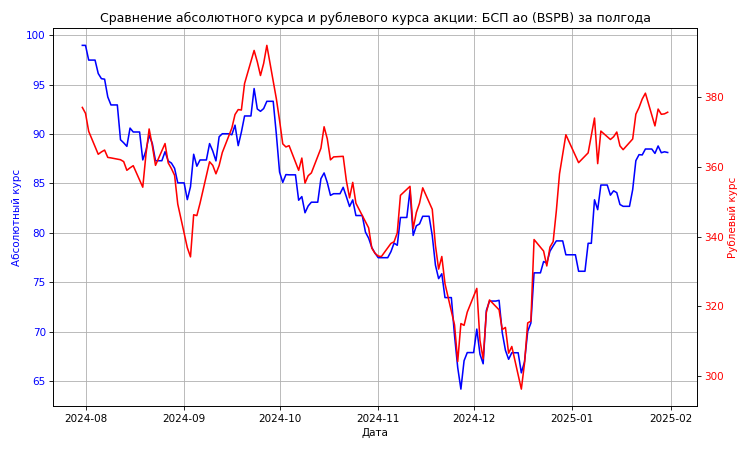 Сравнение абсолютного курса и рублевого курса акции: БСП ао (BSPB) за полгода
100
95
90
85
80
75
70
65
Абсолютный курс
380
360
340
320
300
Рублевый курс
2024-08 2024-09 2024-10 2024-11 2024-12 2025-01 2025-02
Дата